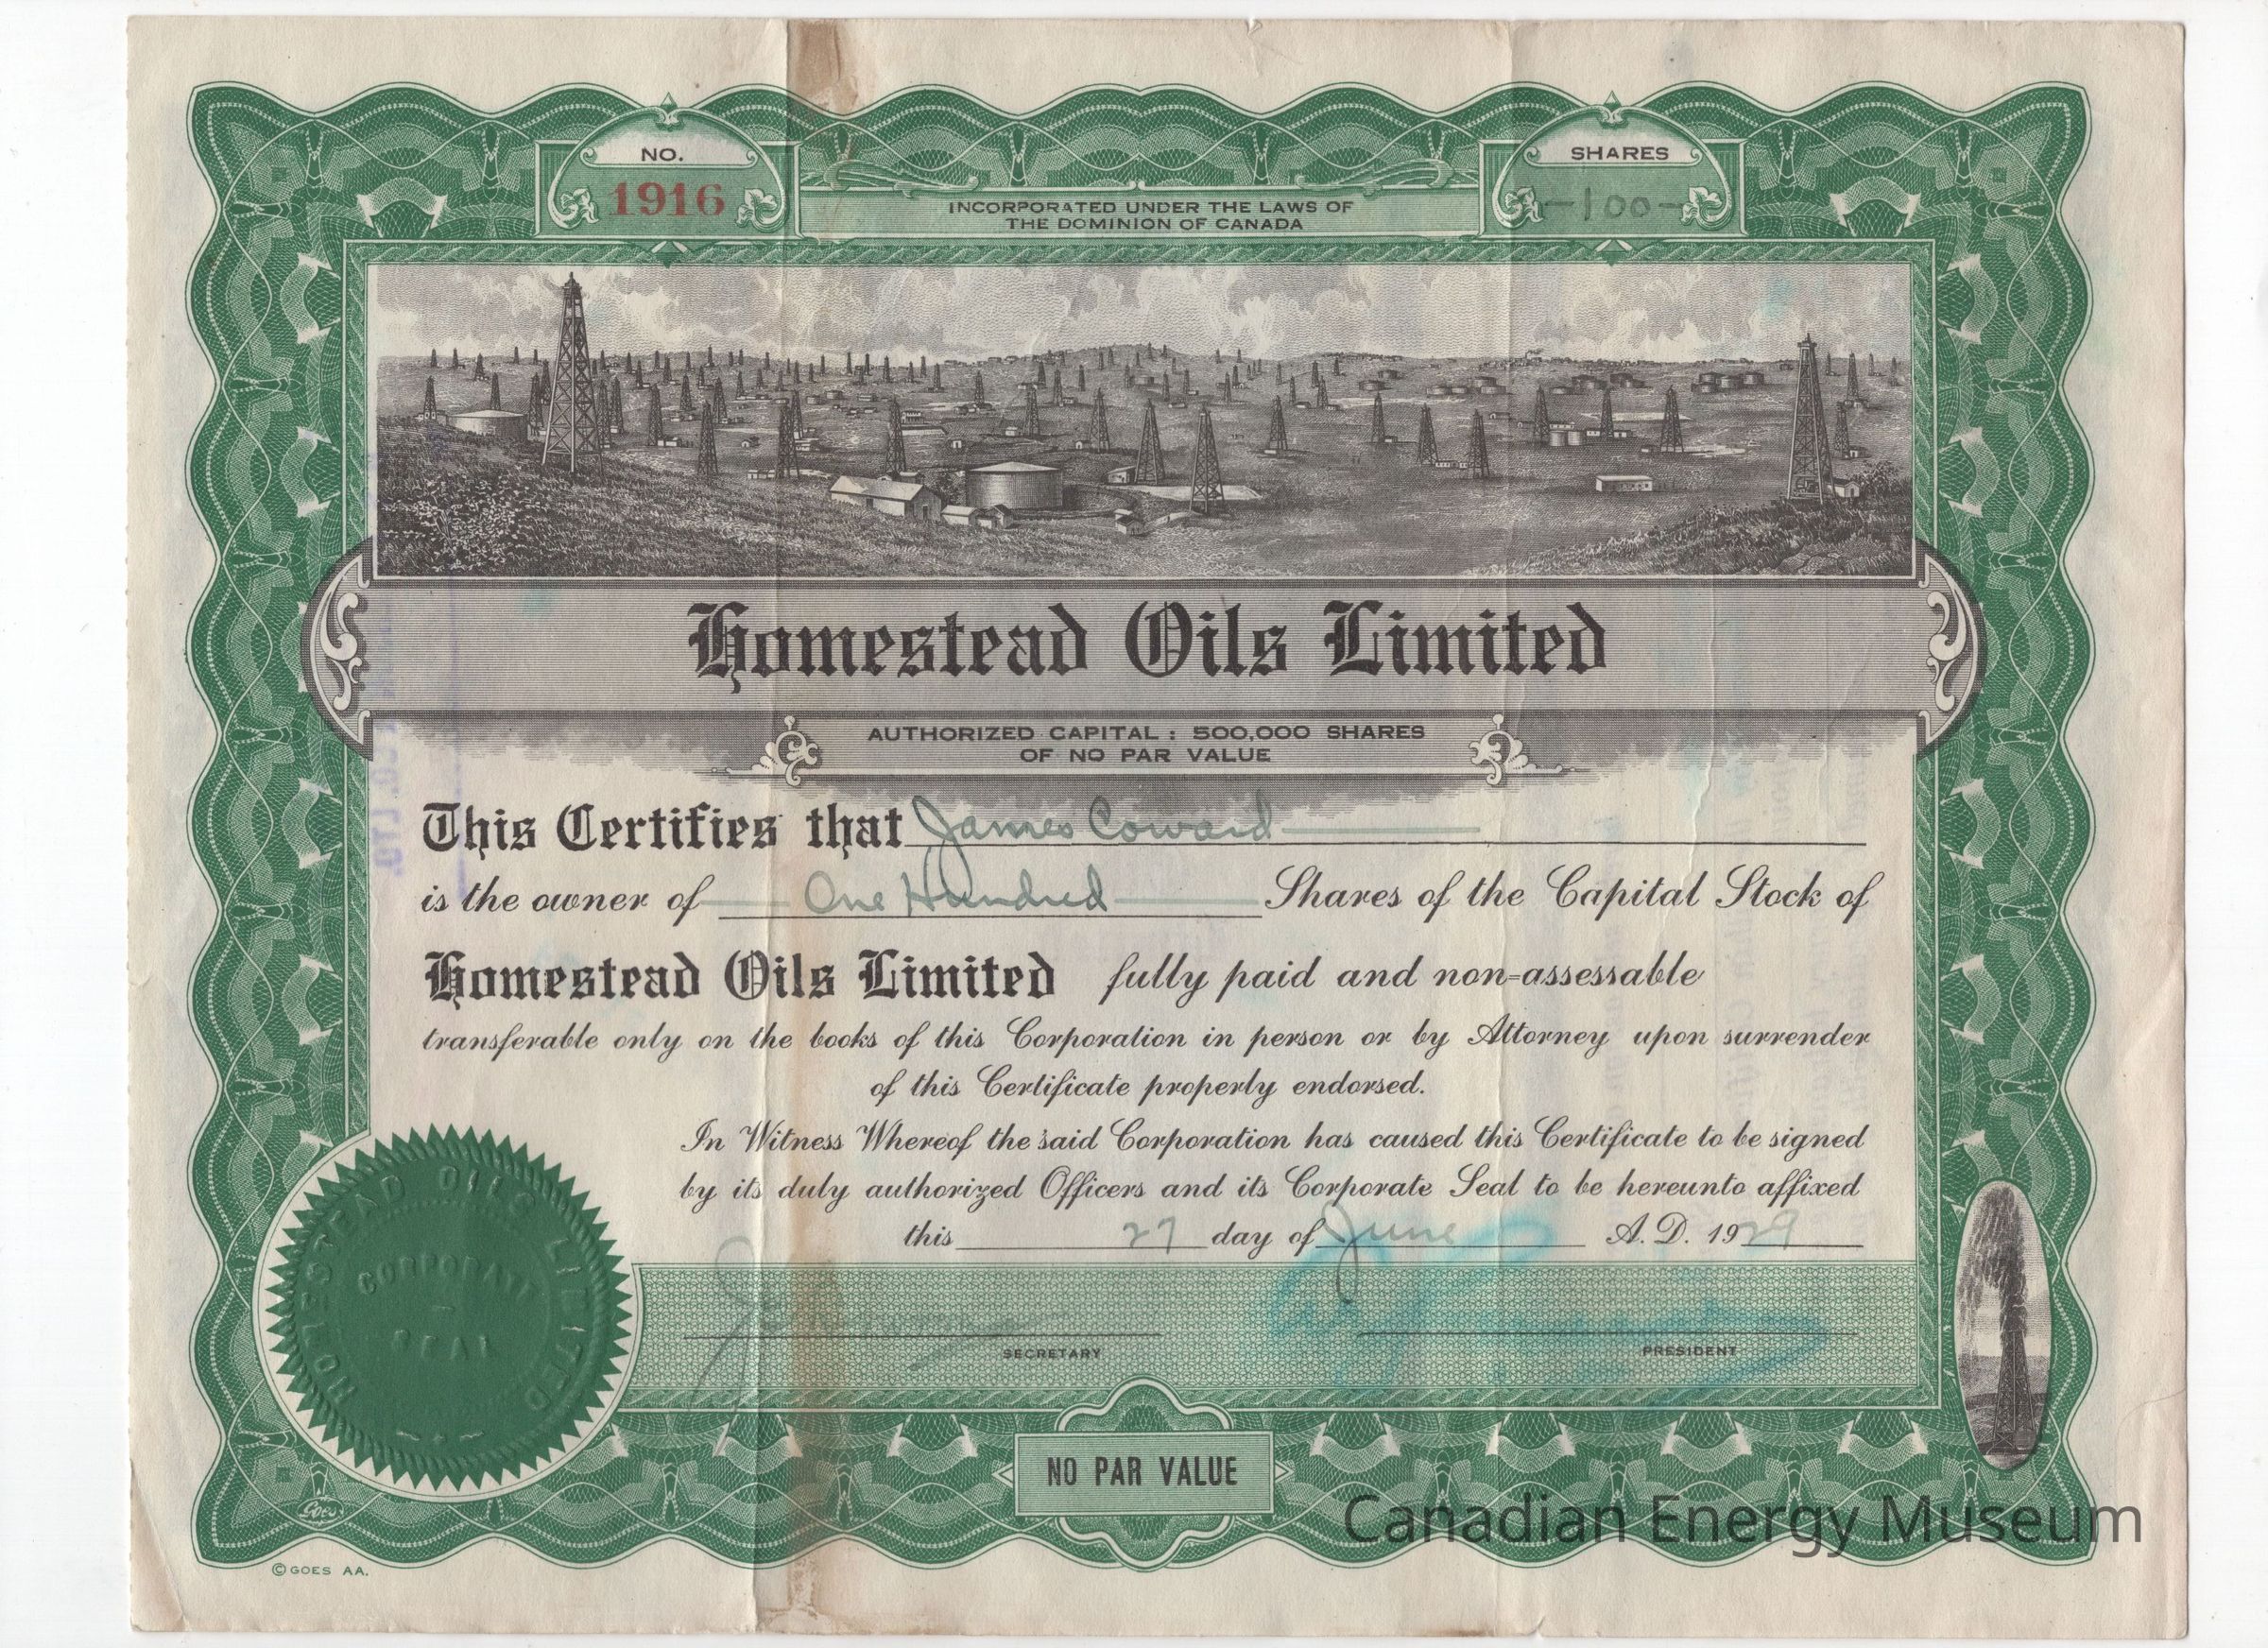 NO.
1916
SHARES
-100-
INCORPORATED UNDER THE LAWS OF
THE DOMINION OF CANADA
Homestead Oils Limited
AUTHORIZED CAPITAL : 500,000 SHARES
OF NO PAR VALUE
This Certifies that James Coward
is the owner of One Hundred Shares of the Capital Stock of
Homestead Oils Limited fully paid and non-assessable
transferable only on the books of this Corporation in person or by Attorney upon surrender
of this Certificate properly endorsed.
In Witness Whereof the said Corporation has caused this Certificate to be signed
by its duly authorized Officers and its Corporate Seal to be hereunto affixed
this 27 day of June A.D. 1929
HOMESTEAD OILS LIMITED
CORPORATE
SEAL
SECRETARY
PRESIDENT
NO PAR VALUE
Goes
© GOES AA.
Canadian Energy Museum